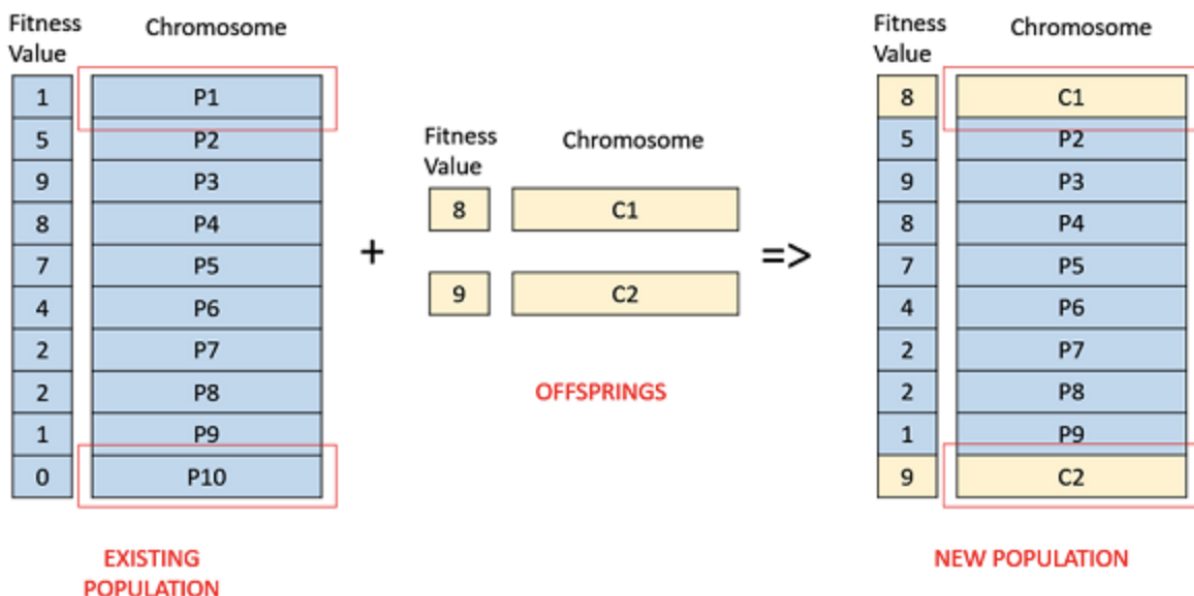 Fitness Value Chromosome
1 P1
5 P2
9 P3
8 P4
7 P5
4 P6
2 P7
2 P8
1 P9
0 P10
EXISTING
POPULATION
+
Fitness Value Chromosome
8 C1
9 C2
OFFSPRINGS
=>
Fitness Value Chromosome
8 C1
5 P2
9 P3
8 P4
7 P5
4 P6
2 P7
2 P8
1 P9
9 C2
NEW POPULATION